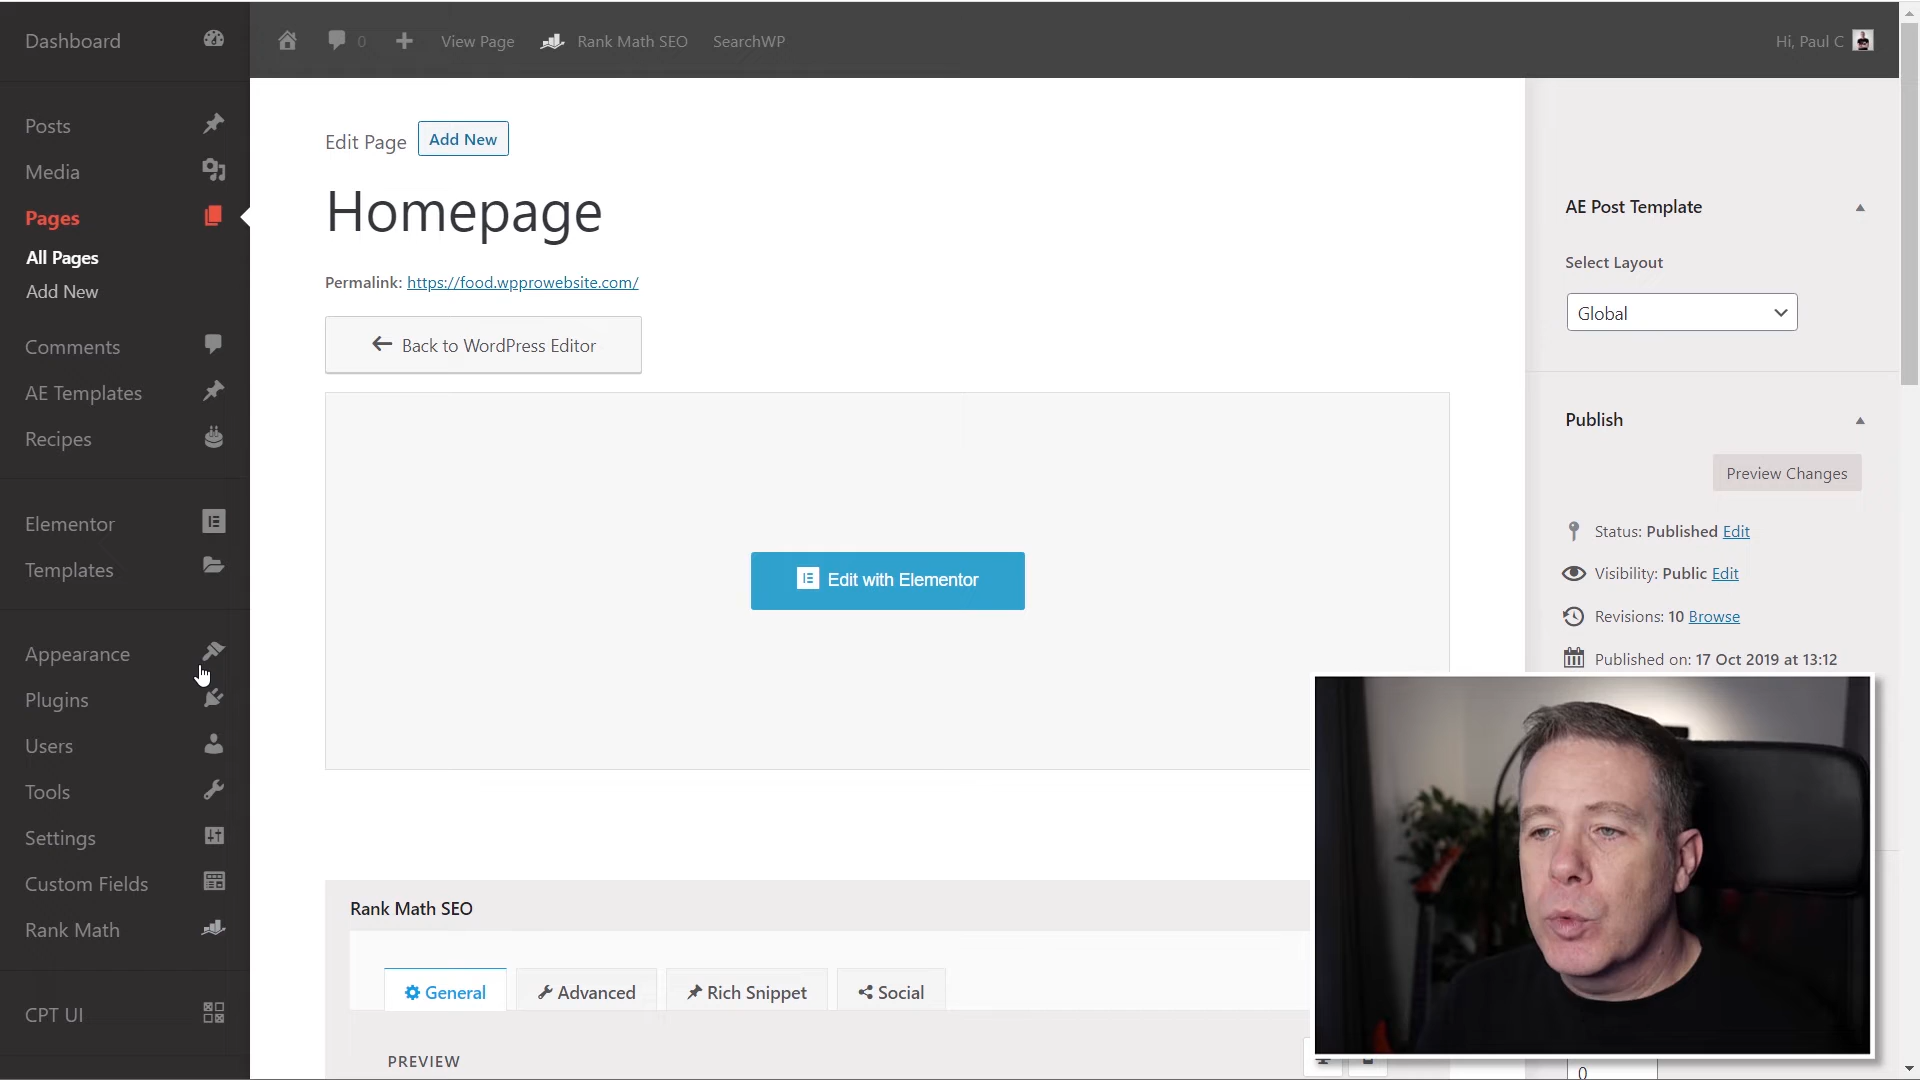 Dashboard
0
View Page
Rank Math SEO
SearchWP
Hi, Paul C
Posts
Media
Pages
All Pages
Add New
Comments
AE Templates
Recipes
Elementor
Templates
Appearance
Plugins
Users
Tools
Settings
Custom Fields
Rank Math
CPT UI
Edit Page
Add New
Homepage
Permalink: https://food.wpprowebsite.com/
Back to WordPress Editor
Edit with Elementor
Rank Math SEO
General
Advanced
Rich Snippet
Social
PREVIEW
AE Post Template
Select Layout
Global
Publish
Preview Changes
Status: Published Edit
Visibility: Public Edit
Revisions: 10 Browse
Published on: 17 Oct 2019 at 13:12
0